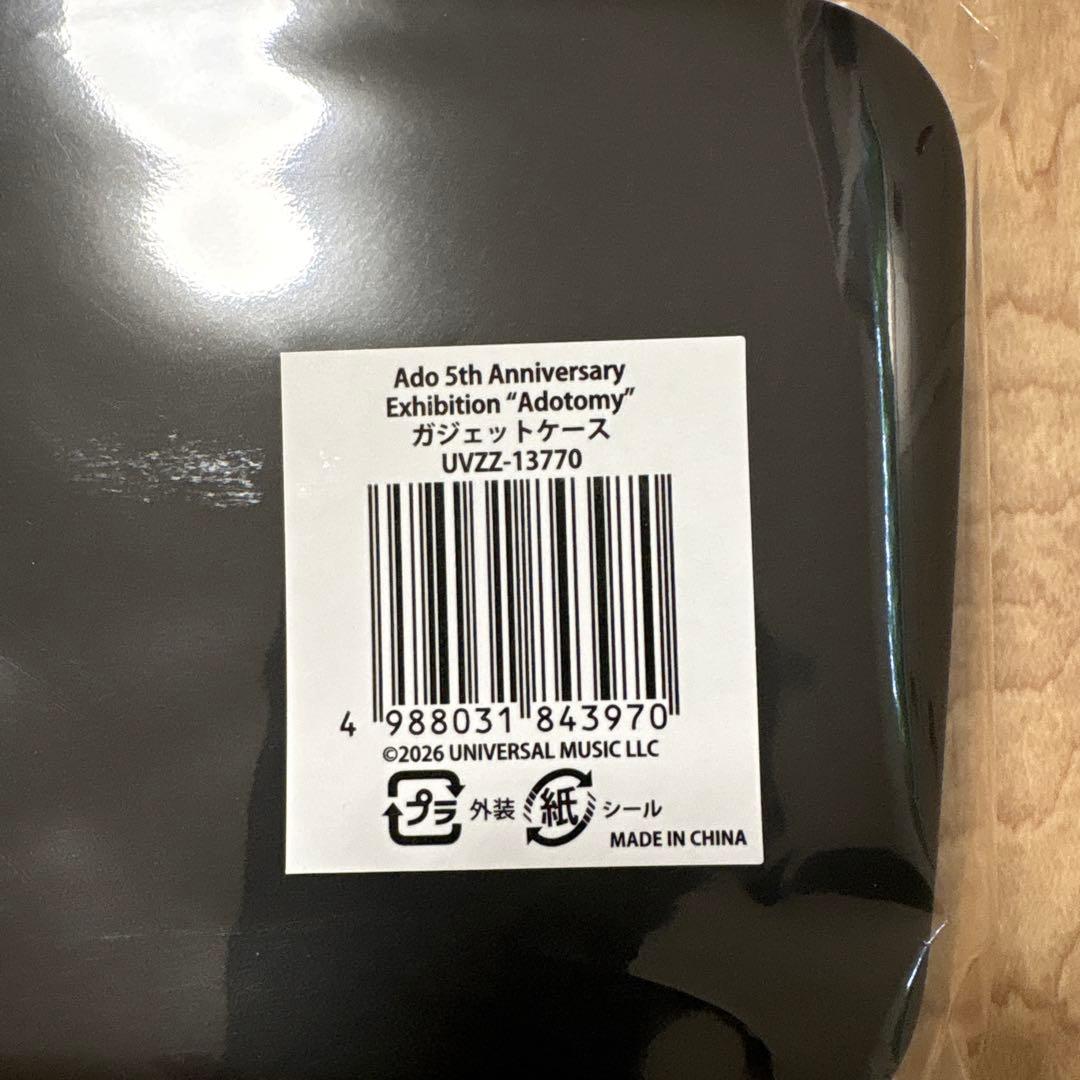 Ado 5th Anniversary
Exhibition “Adotomy”
ガジェットケース
UVZZ-13770
4 988031 843970
©2026 UNIVERSAL MUSIC LLC
プラ 外装 紙 シール
MADE IN CHINA